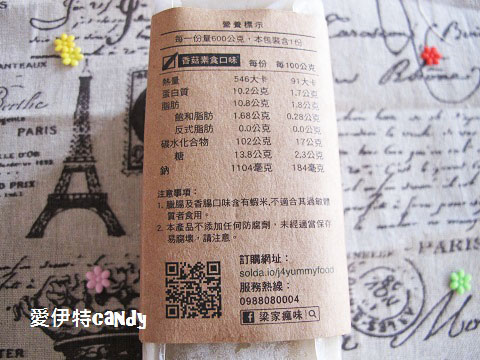 營養標示
每一份量600公克,本包裝含1份
香菇素食口味 每份 每100公克
熱量 546大卡 91大卡
蛋白質 10.2公克 1.7公克
脂肪 10.8公克 1.8公克
飽和脂肪 1.68公克 0.28公克
反式脂肪 0.0公克 0.0公克
碳水化合物 102公克 17公克
糖 13.8公克 2.3公克
鈉 1104毫克 184毫克
注意事項:
1. 臘腸及香腸口味含有蝦米,不適合其過敏體
質者食用。
2. 本產品不添加任何防腐劑,未經適當保存
易腐壞,請注意。
訂購網址:
solda.io/j4yummyfood
服務熱線:
0988080004
梁家瘋味
愛伊特candy
PARIS
PARIS